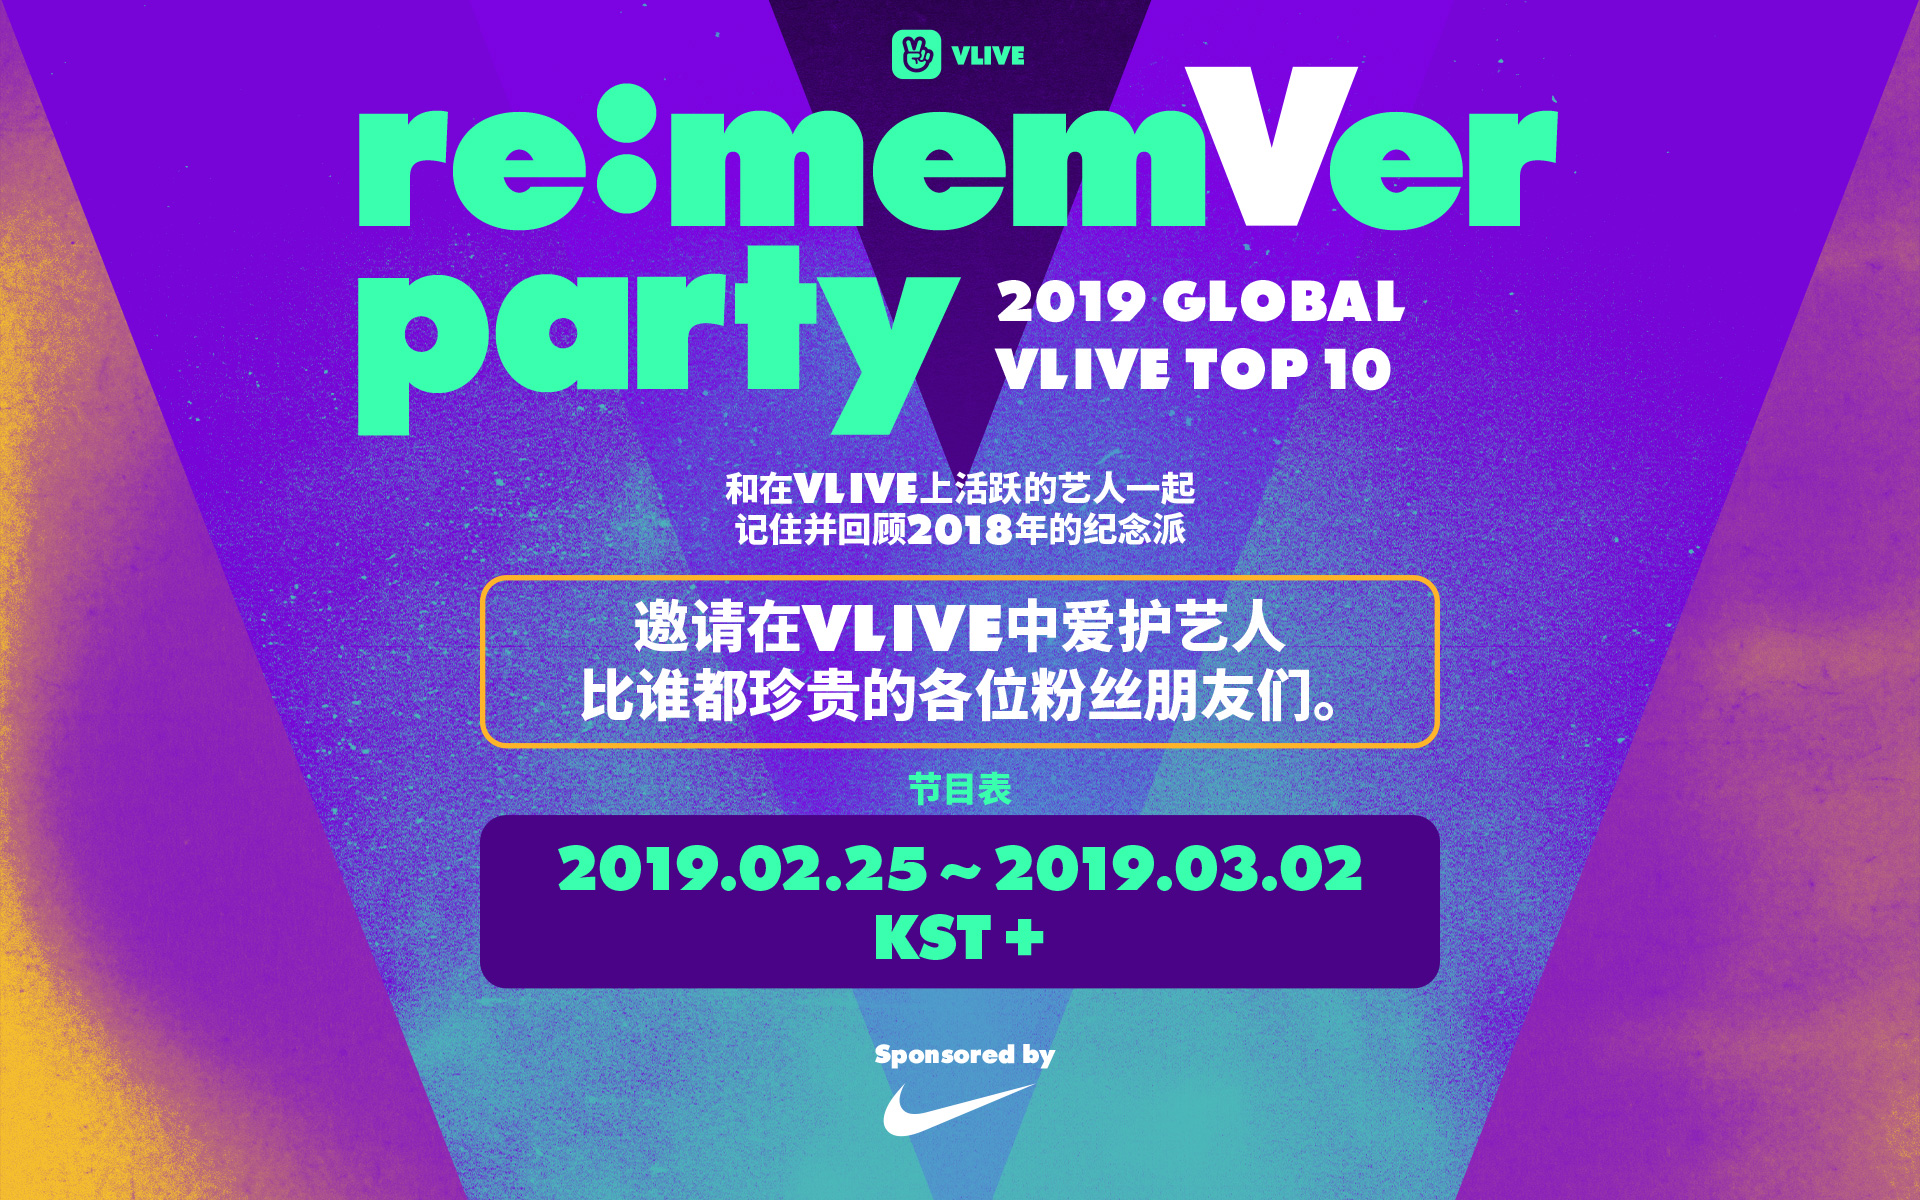 VLIVE
re:memVer
party
2019 GLOBAL
VLIVE TOP 10
和在VLIVE上活跃的艺人一起
记住并回顾2018年的纪念派
邀请在VLIVE中爱护艺人
比谁都珍贵的各位粉丝朋友们。
节目表
2019.02.25 ~ 2019.03.02
KST +
Sponsored by